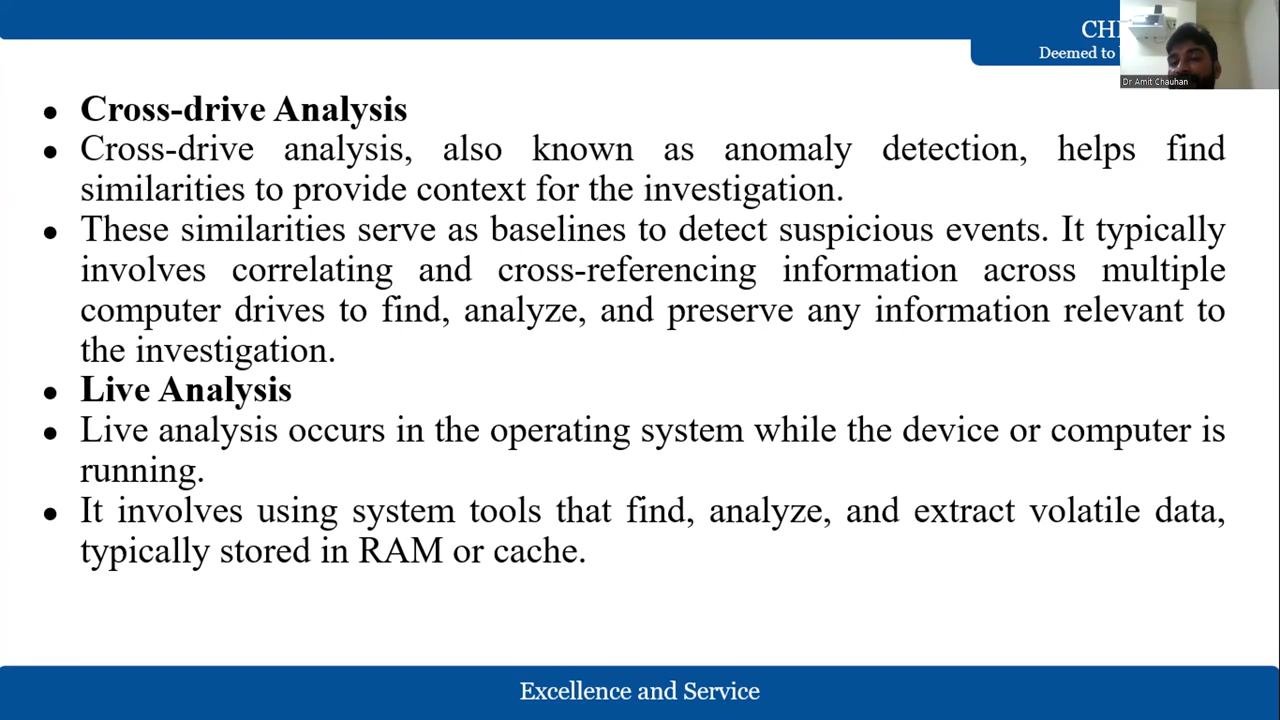 Deemed to
Dr Amit Chauhan
• Cross-drive Analysis
• Cross-drive analysis, also known as anomaly detection, helps find
similarities to provide context for the investigation.
• These similarities serve as baselines to detect suspicious events. It typically
involves correlating and cross-referencing information across multiple
computer drives to find, analyze, and preserve any information relevant to
the investigation.
• Live Analysis
• Live analysis occurs in the operating system while the device or computer is
running.
• It involves using system tools that find, analyze, and extract volatile data,
typically stored in RAM or cache.
Excellence and Service